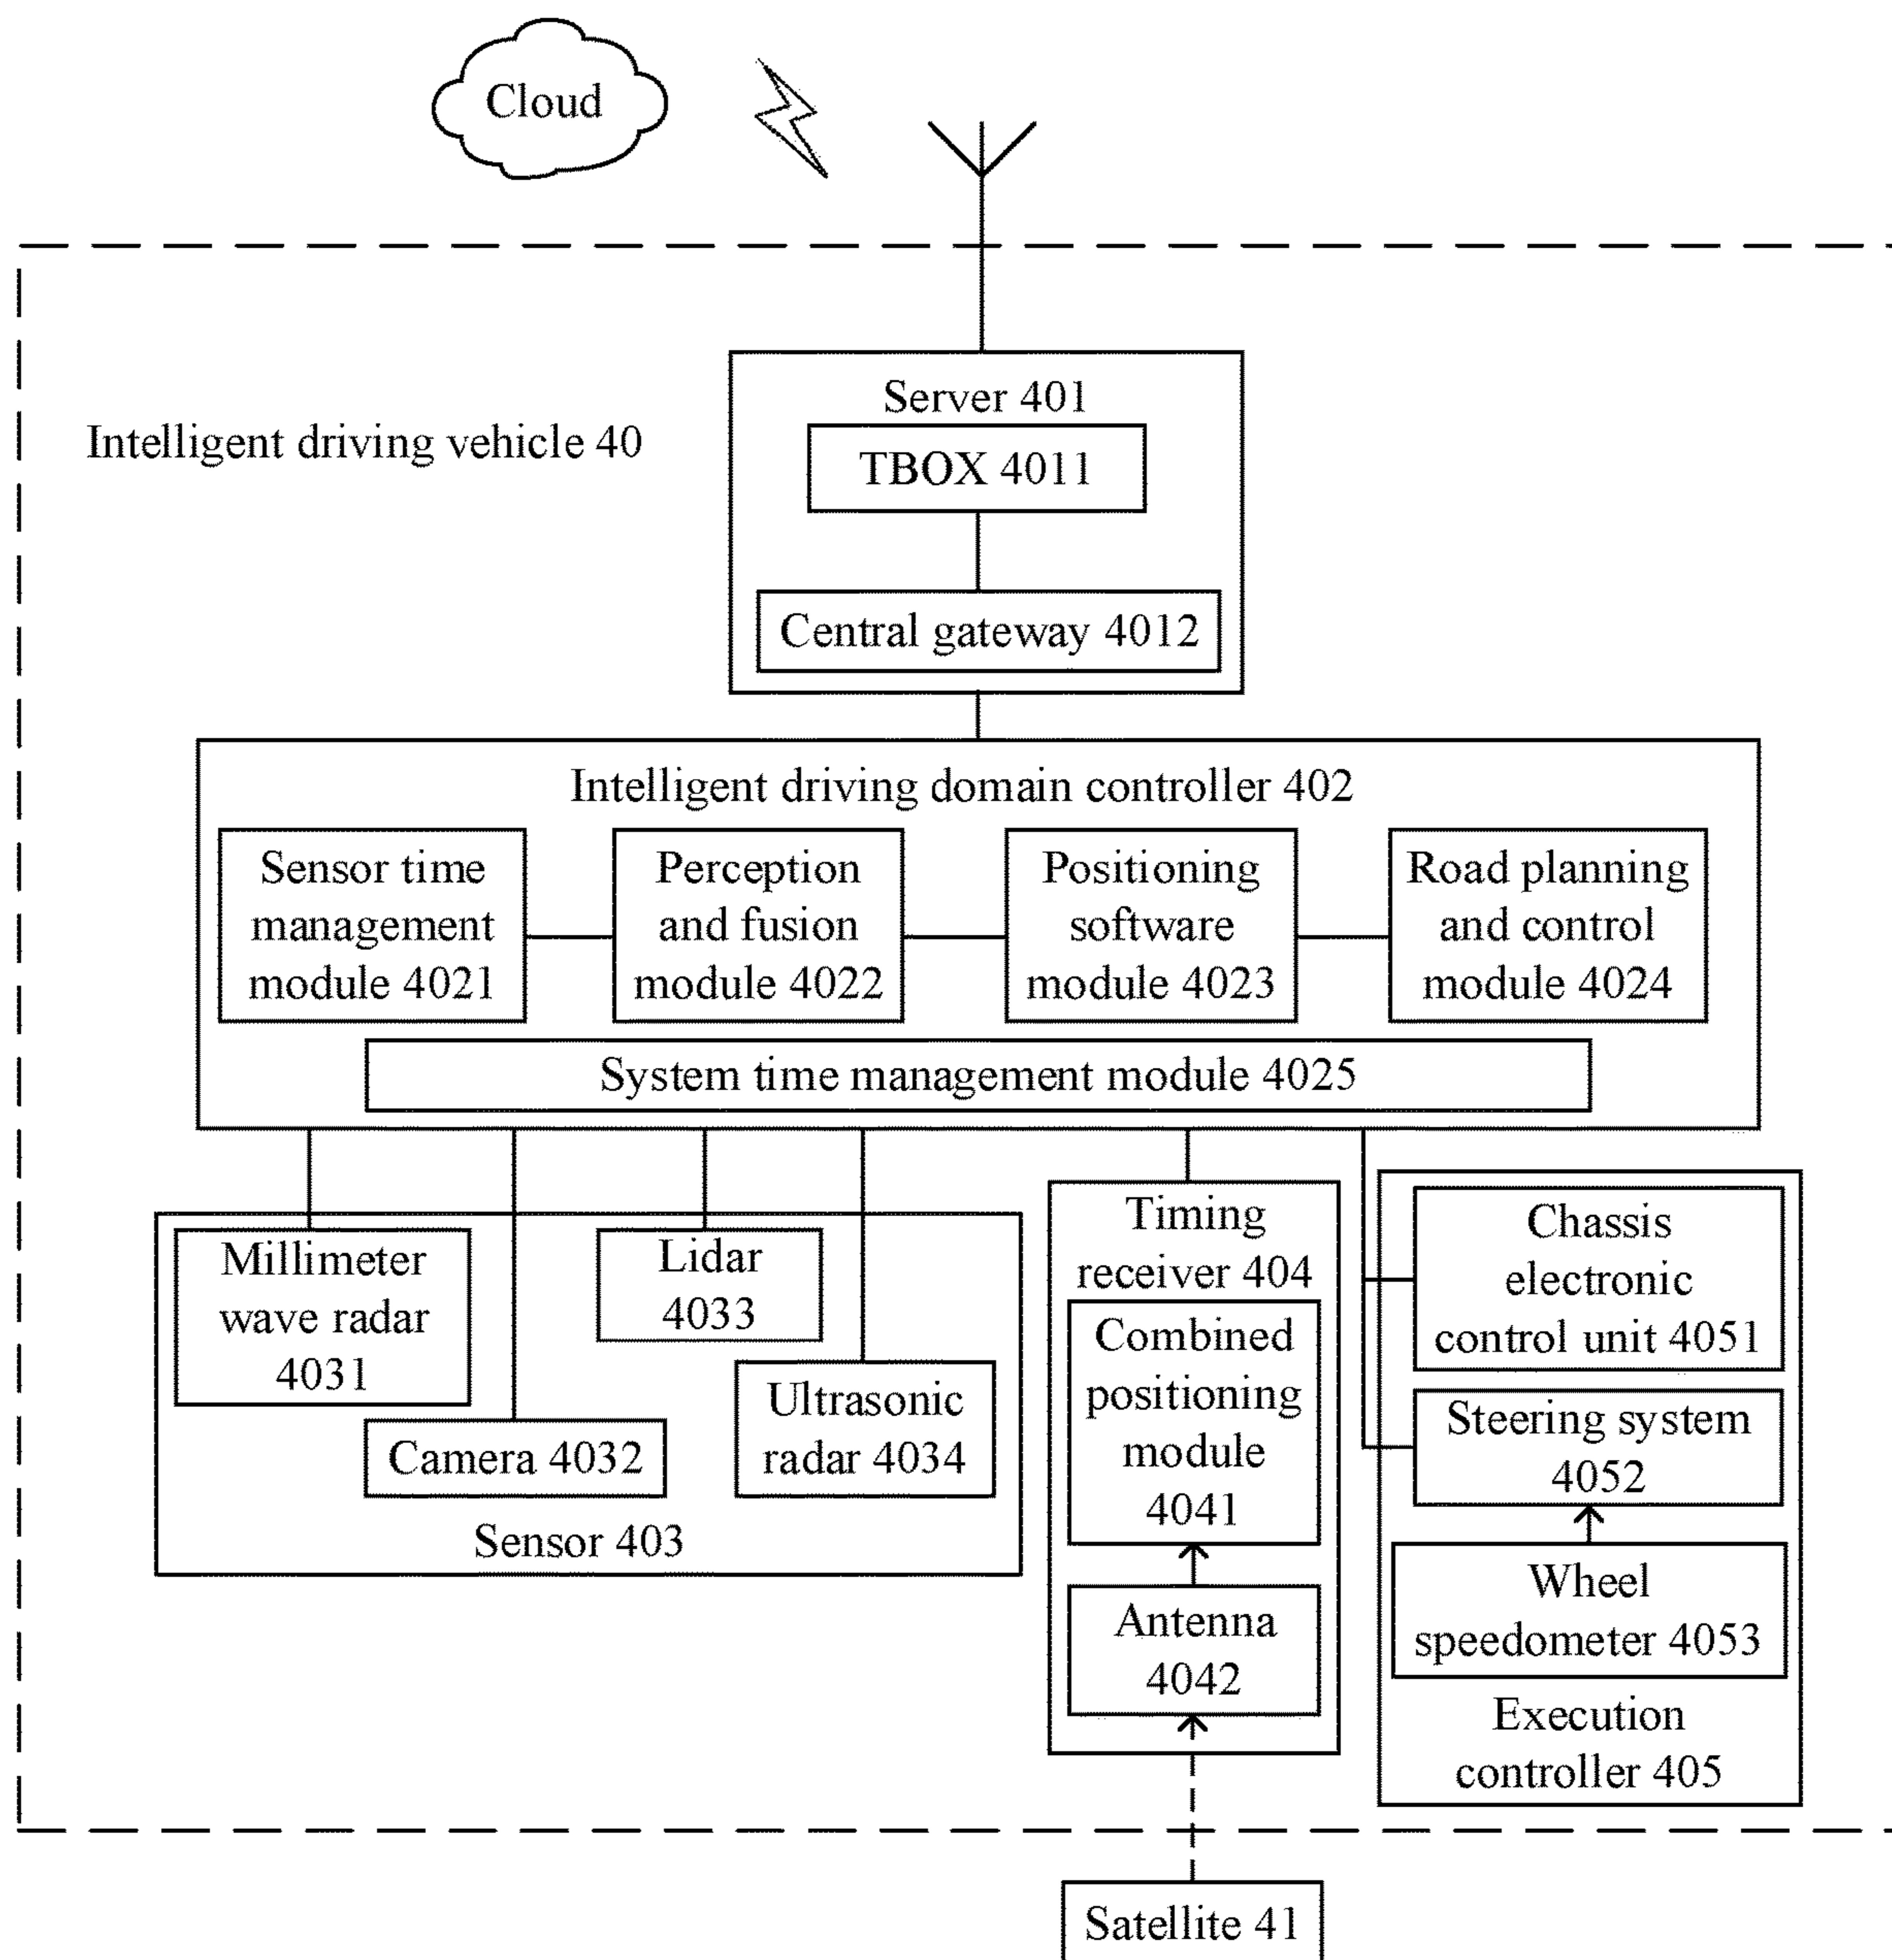 Cloud
Intelligent driving vehicle 40
Server 401
TBOX 4011
Central gateway 4012
Intelligent driving domain controller 402
Sensor time
management
module 4021
Perception
and fusion
module 4022
Positioning
software
module 4023
Road planning
and control
module 4024
System time management module 4025
Millimeter
wave radar
4031
Camera 4032
Lidar
4033
Ultrasonic
radar 4034
Sensor 403
Timing
receiver 404
Combined
positioning
module
4041
Antenna
4042
Chassis
electronic
control unit 4051
Steering system
4052
Wheel
speedometer 4053
Execution
controller 405
Satellite 41